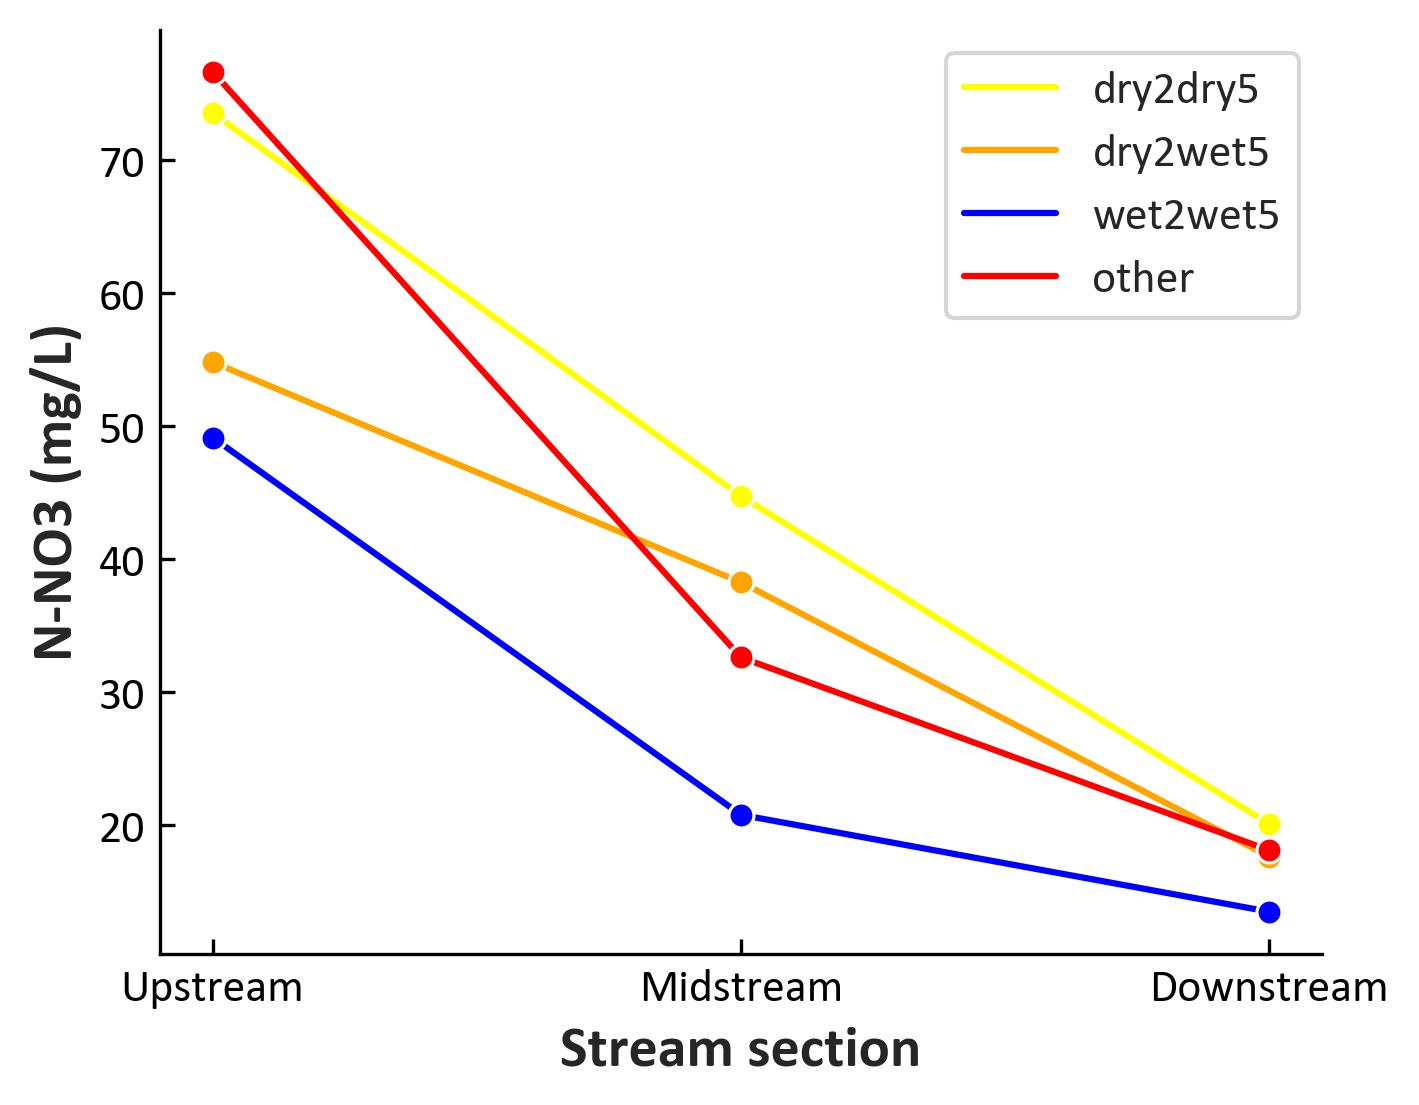 dry2dry5
dry2wet5
wet2wet5
other
N-NO3 (mg/L)
70
60
50
40
30
20
Upstream Midstream Downstream
Stream section